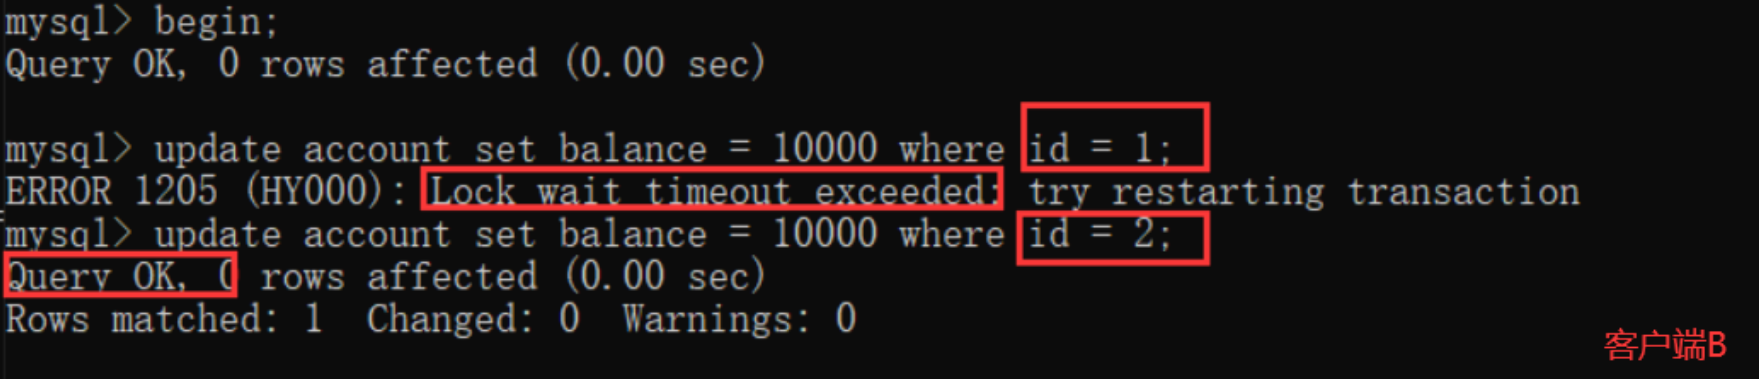 mysql> begin;
Query OK, 0 rows affected (0.00 sec)
mysql> update account set balance = 10000 where id = 1;
ERROR 1205 (HY000): Lock wait timeout exceeded; try restarting transaction
mysql> update account set balance = 10000 where id = 2;
Query OK, 0 rows affected (0.00 sec)
Rows matched: 1  Changed: 0  Warnings: 0
客户端B